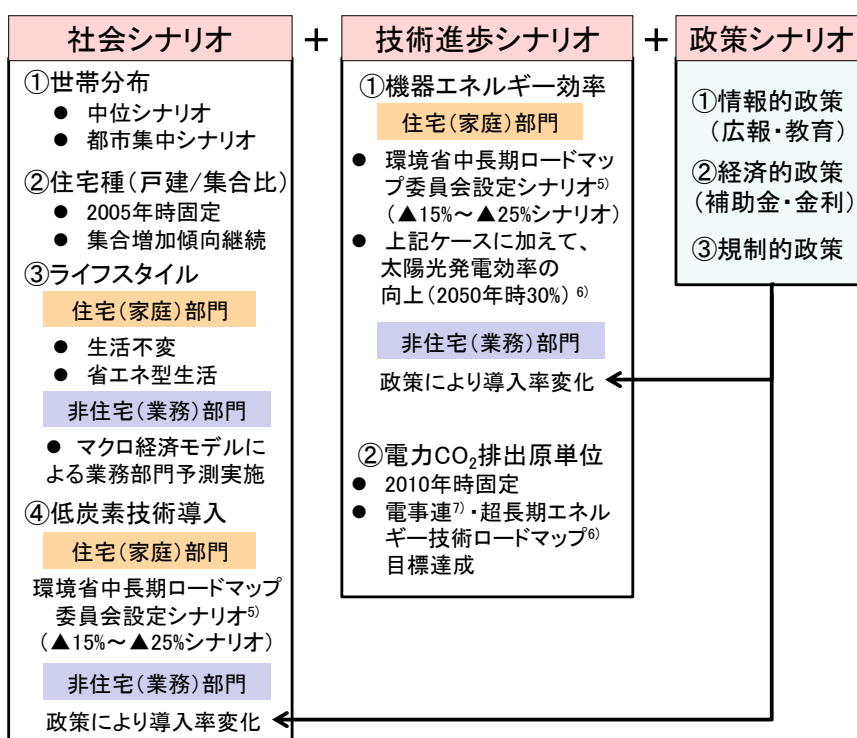 社会シナリオ
①世帯分布
● 中位シナリオ
● 都市集中シナリオ
②住宅種(戸建/集合比)
● 2005年時固定
● 集合増加傾向継続
③ライフスタイル
住宅(家庭)部門
● 生活不変
● 省エネ型生活
非住宅(業務)部門
● マクロ経済モデルに
よる業務部門予測実施
④低炭素技術導入
住宅(家庭)部門
環境省中長期ロードマップ
委員会設定シナリオ5)
(▲15%~▲25%シナリオ)
非住宅(業務)部門
政策により導入率変化
+
技術進歩シナリオ
①機器エネルギー効率
住宅(家庭)部門
● 環境省中長期ロードマッ
プ委員会設定シナリオ5)
(▲15%~▲25%シナリオ)
● 上記ケースに加えて、
太陽光発電効率の
向上(2050年時30%) 6)
非住宅(業務)部門
政策により導入率変化
②電力CO2排出原単位
● 2010年時固定
● 電事連7)・超長期エネル
ギー技術ロードマップ6)
目標達成
+
政策シナリオ
①情報的政策
(広報・教育)
②経済的政策
(補助金・金利)
③規制的政策